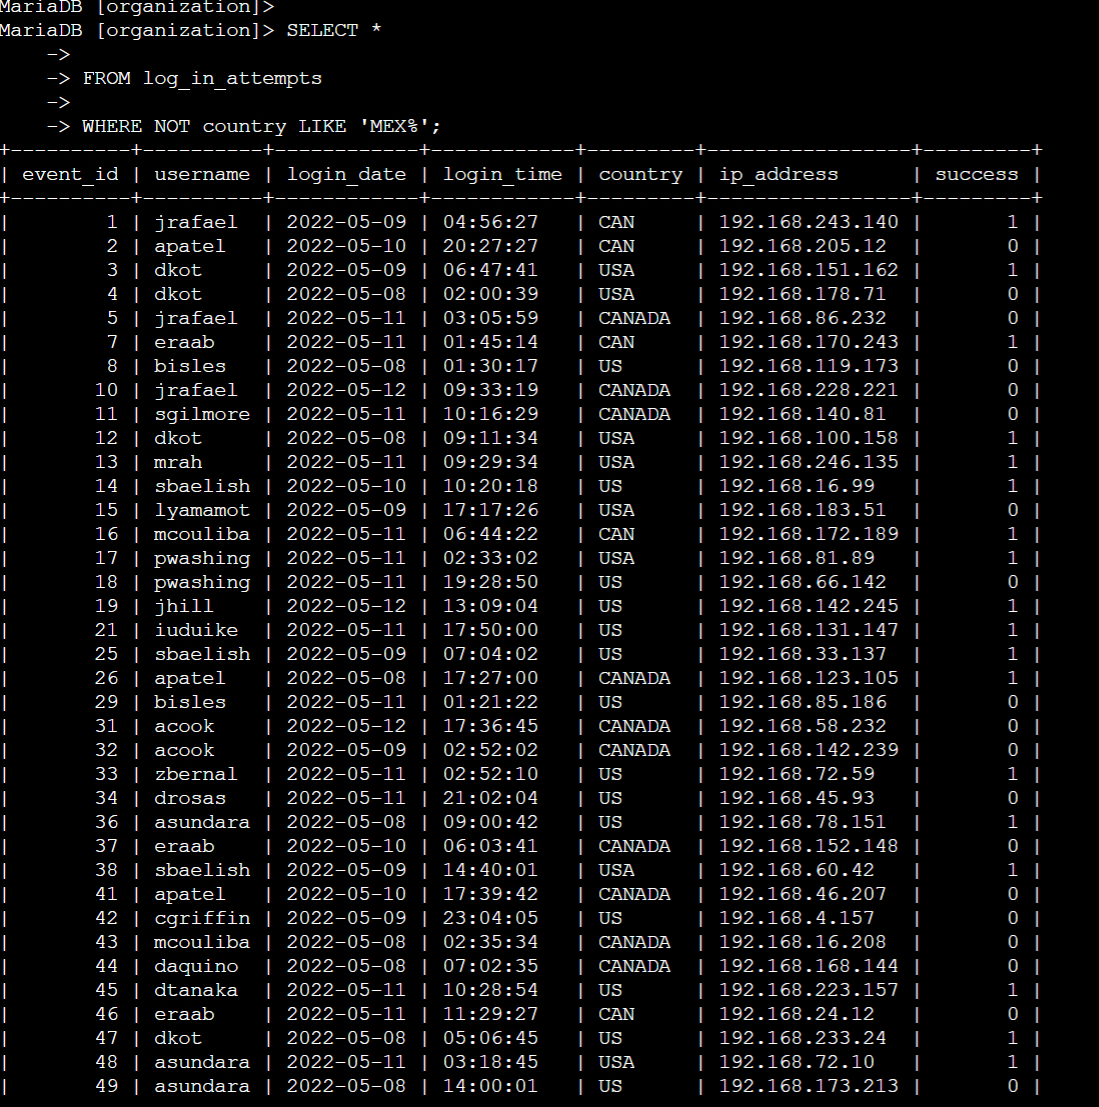 MariaDB [organization]>
MariaDB [organization]> SELECT *
    ->
    -> FROM log_in_attempts
    ->
    -> WHERE NOT country LIKE 'MEX%';
+----------+----------+------------+------------+---------+-----------------+---------+
| event_id | username | login_date | login_time | country | ip_address      | success |
+----------+----------+------------+------------+---------+-----------------+---------+
|        1 | jrafael  | 2022-05-09 | 04:56:27   | CAN     | 192.168.243.140 |       1 |
|        2 | apatel   | 2022-05-10 | 20:27:27   | CAN     | 192.168.205.12  |       0 |
|        3 | dkot     | 2022-05-09 | 06:47:41   | USA     | 192.168.151.162 |       1 |
|        4 | dkot     | 2022-05-08 | 02:00:39   | USA     | 192.168.178.71  |       0 |
|        5 | jrafael  | 2022-05-11 | 03:05:59   | CANADA  | 192.168.86.232  |       0 |
|        7 | eraab    | 2022-05-11 | 01:45:14   | CAN     | 192.168.170.243 |       1 |
|        8 | bisles   | 2022-05-08 | 01:30:17   | US      | 192.168.119.173 |       0 |
|       10 | jrafael  | 2022-05-12 | 09:33:19   | CANADA  | 192.168.228.221 |       0 |
|       11 | sgilmore | 2022-05-11 | 10:16:29   | CANADA  | 192.168.140.81  |       0 |
|       12 | dkot     | 2022-05-08 | 09:11:34   | USA     | 192.168.100.158 |       1 |
|       13 | mrah     | 2022-05-11 | 09:29:34   | USA     | 192.168.246.135 |       1 |
|       14 | sbaelish | 2022-05-10 | 10:20:18   | US      | 192.168.16.99   |       1 |
|       15 | lyamamot | 2022-05-09 | 17:17:26   | USA     | 192.168.183.51  |       0 |
|       16 | mcouliba | 2022-05-11 | 06:44:22   | CAN     | 192.168.172.189 |       1 |
|       17 | pwashing | 2022-05-11 | 02:33:02   | USA     | 192.168.81.89   |       1 |
|       18 | pwashing | 2022-05-11 | 19:28:50   | US      | 192.168.66.142  |       0 |
|       19 | jhill    | 2022-05-12 | 13:09:04   | US      | 192.168.142.245 |       1 |
|       21 | iuduike  | 2022-05-11 | 17:50:00   | US      | 192.168.131.147 |       1 |
|       25 | sbaelish | 2022-05-09 | 07:04:02   | US      | 192.168.33.137  |       1 |
|       26 | apatel   | 2022-05-08 | 17:27:00   | CANADA  | 192.168.123.105 |       1 |
|       29 | bisles   | 2022-05-11 | 01:21:22   | US      | 192.168.85.186  |       0 |
|       31 | acook    | 2022-05-12 | 17:36:45   | CANADA  | 192.168.58.232  |       0 |
|       32 | acook    | 2022-05-09 | 02:52:02   | CANADA  | 192.168.142.239 |       0 |
|       33 | zbernal  | 2022-05-11 | 02:52:10   | US      | 192.168.72.59   |       1 |
|       34 | drosas   | 2022-05-11 | 21:02:04   | US      | 192.168.45.93   |       0 |
|       36 | asundara | 2022-05-08 | 09:00:42   | US      | 192.168.78.151  |       1 |
|       37 | eraab    | 2022-05-10 | 06:03:41   | CANADA  | 192.168.152.148 |       0 |
|       38 | sbaelish | 2022-05-09 | 14:40:01   | USA     | 192.168.60.42   |       1 |
|       41 | apatel   | 2022-05-10 | 17:39:42   | CANADA  | 192.168.46.207  |       0 |
|       42 | cgriffin | 2022-05-09 | 23:04:05   | US      | 192.168.4.157   |       0 |
|       43 | mcouliba | 2022-05-08 | 02:35:34   | CANADA  | 192.168.16.208  |       0 |
|       44 | daquino  | 2022-05-08 | 07:02:35   | CANADA  | 192.168.168.144 |       0 |
|       45 | dtanaka  | 2022-05-11 | 10:28:54   | US      | 192.168.223.157 |       1 |
|       46 | eraab    | 2022-05-11 | 11:29:27   | CAN     | 192.168.24.12   |       0 |
|       47 | dkot     | 2022-05-08 | 05:06:45   | US      | 192.168.233.24  |       1 |
|       48 | asundara | 2022-05-11 | 03:18:45   | USA     | 192.168.72.10   |       1 |
|       49 | asundara | 2022-05-08 | 14:00:01   | US      | 192.168.173.213 |       0 |